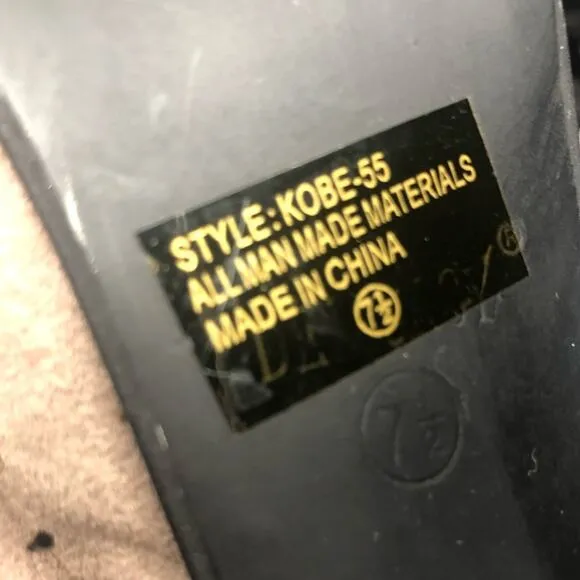 STYLE: KOBE-55
ALL MAN MADE MATERIALS
MADE IN CHINA
7½
®
7½